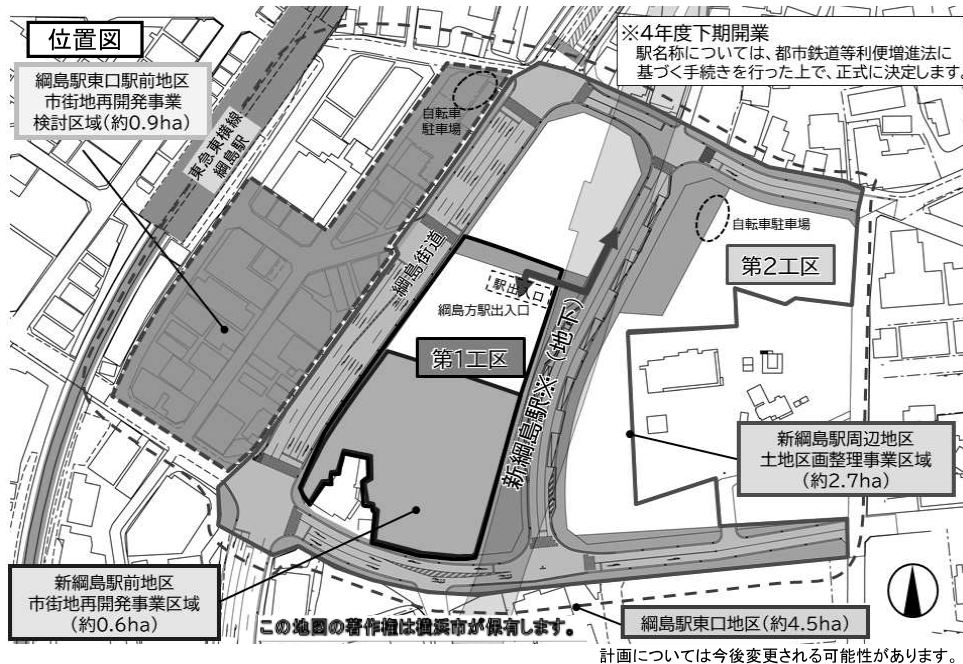 位置図
※4年度下期開業
駅名称については、都市鉄道等利便増進法に
基づく手続きを行った上で、正式に決定します。
綱島駅東口駅前地区
市街地再開発事業
検討区域(約0.9ha)
東急東横線
綱島駅
自転車
駐車場
綱島街道
自転車駐車場
第2工区
駅出入口
綱島方駅出入口
第1工区
新綱島駅※(地下)
新綱島駅周辺地区
土地区画整理事業区域
(約2.7ha)
新綱島駅前地区
市街地再開発事業区域
(約0.6ha)
この地図の著作権は横浜市が保有します。
綱島駅東口地区(約4.5ha)
計画については今後変更される可能性があります。